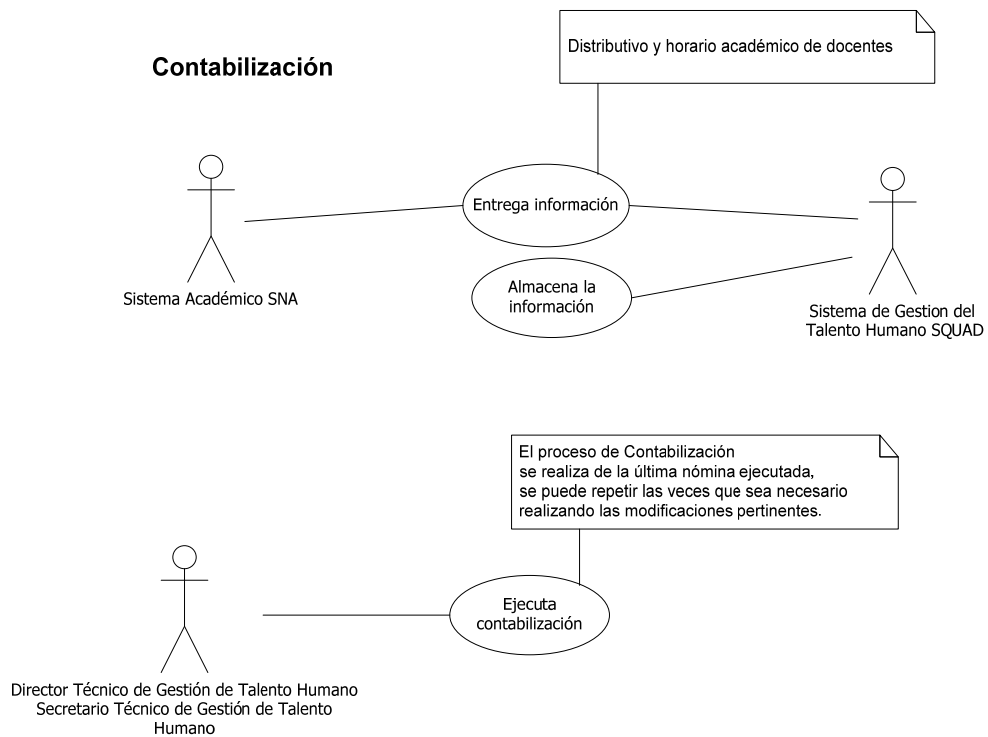 Distributivo y horario académico de docentes
Contabilización
Entrega información
Almacena la
información
Sistema Académico SNA
Sistema de Gestion del
Talento Humano SQUAD
El proceso de Contabilización
se realiza de la última nómina ejecutada,
se puede repetir las veces que sea necesario
realizando las modificaciones pertinentes.
Ejecuta
contabilización
Director Técnico de Gestión de Talento Humano
Secretario Técnico de Gestión de Talento
Humano